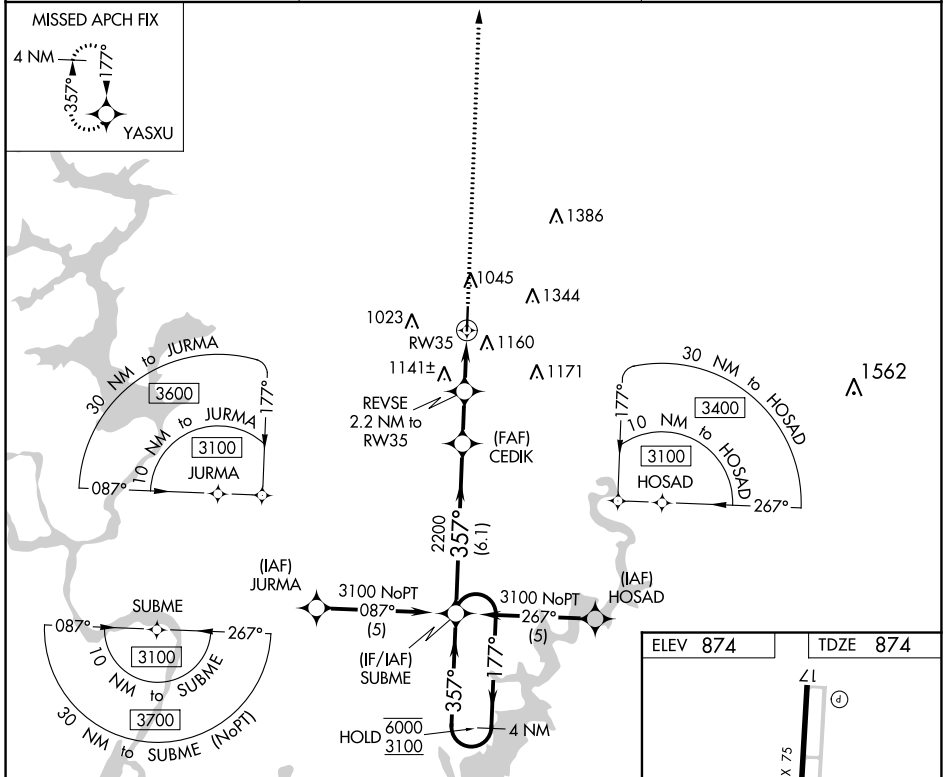 MISSED APCH FIX
4 NM
177°
357°
YASXU
1386
1045
1344
1023
RW35
1160
1141±
1171
1562
REVSE
2.2 NM to
RW35
(FAF)
CEDIK
30 NM to JURMA
3600
177°
10 NM to JURMA
3100
JURMA
087°
30 NM to HOSAD
3400
177°
10 NM to HOSAD
3100
HOSAD
267°
2200
357°
(6.1)
(IAF)
JURMA
3100 NoPT
087°
(5)
3100 NoPT
267°
(5)
(IAF)
HOSAD
(IF/IAF)
SUBME
357°
177°
HOLD
6000
3100
4 NM
SUBME
087°
267°
3100
10 NM to SUBME
3700
30 NM to SUBME (NoPT)
ELEV 874
TDZE 874
17
P
X 75